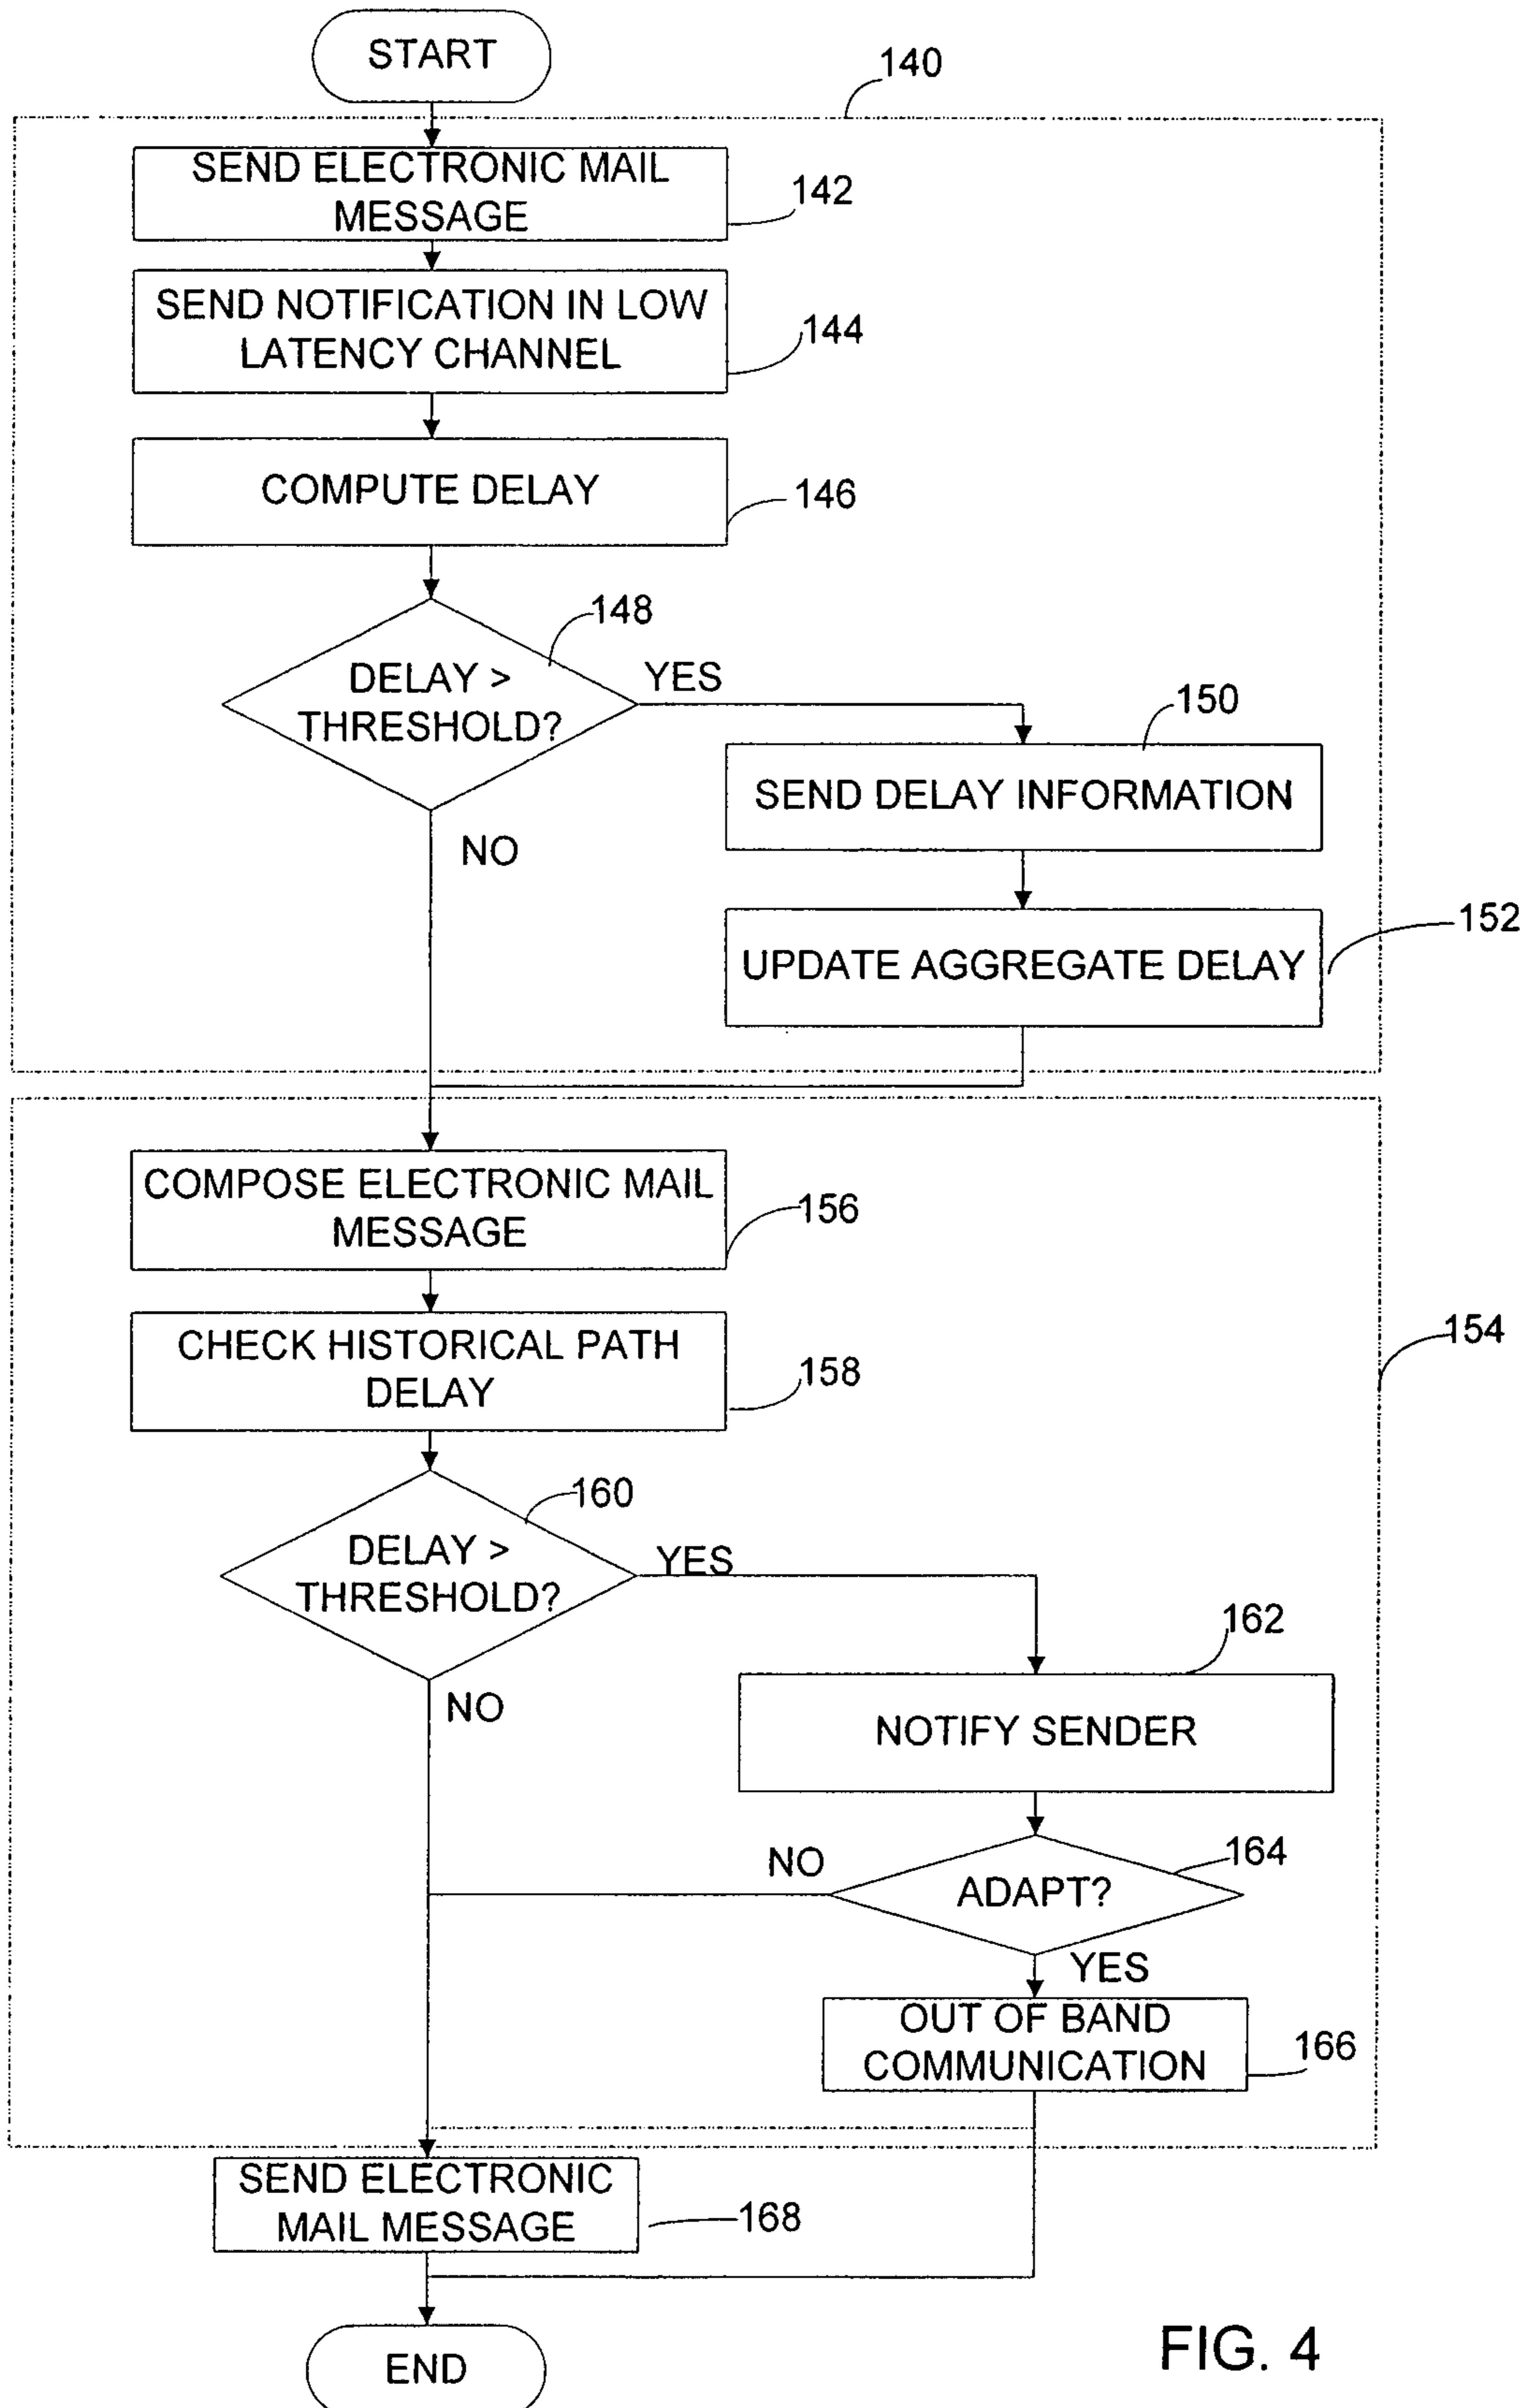 START
140
SEND ELECTRONIC MAIL
MESSAGE
142
SEND NOTIFICATION IN LOW
LATENCY CHANNEL
144
COMPUTE DELAY
146
148
DELAY >
THRESHOLD?
YES
NO
150
SEND DELAY INFORMATION
UPDATE AGGREGATE DELAY
152
COMPOSE ELECTRONIC MAIL
MESSAGE
156
CHECK HISTORICAL PATH
DELAY
158
154
160
DELAY >
THRESHOLD?
YES
NO
162
NOTIFY SENDER
164
ADAPT?
NO
YES
OUT OF BAND
COMMUNICATION
166
SEND ELECTRONIC
MAIL MESSAGE
168
END
FIG. 4